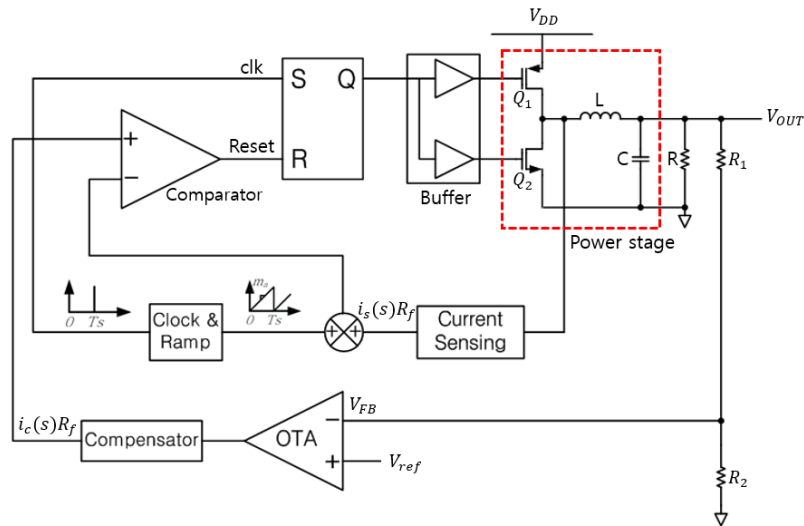 V_DD
clk
S
Q
Q_1
L
V_OUT
+
Reset
R
C
R
R_1
−
Comparator
Buffer
Q_2
Power stage
m_a
i_s(s)R_f
0
Ts
Clock &
Ramp
0
Ts
+
+
Current
Sensing
i_c(s)R_f
Compensator
OTA
−
V_FB
+
V_ref
R_2